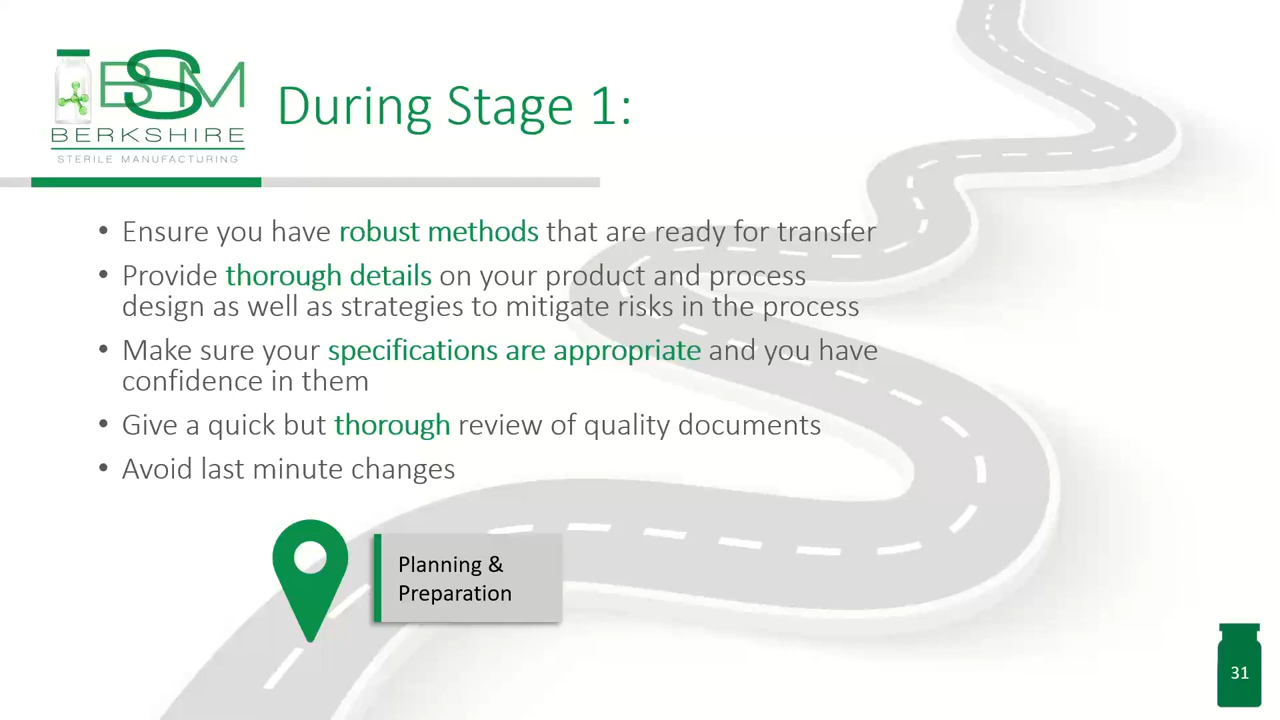 BSM
BERKSHIRE
STERILE MANUFACTURING
During Stage 1:
• Ensure you have robust methods that are ready for transfer
• Provide thorough details on your product and process
design as well as strategies to mitigate risks in the process
• Make sure your specifications are appropriate and you have
confidence in them
• Give a quick but thorough review of quality documents
• Avoid last minute changes
Planning &
Preparation
31